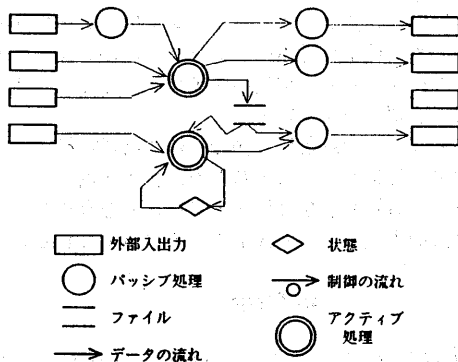 外部入出力
状態
パッシブ処理
制御の流れ
ファイル
アクティブ
処理
データの流れ